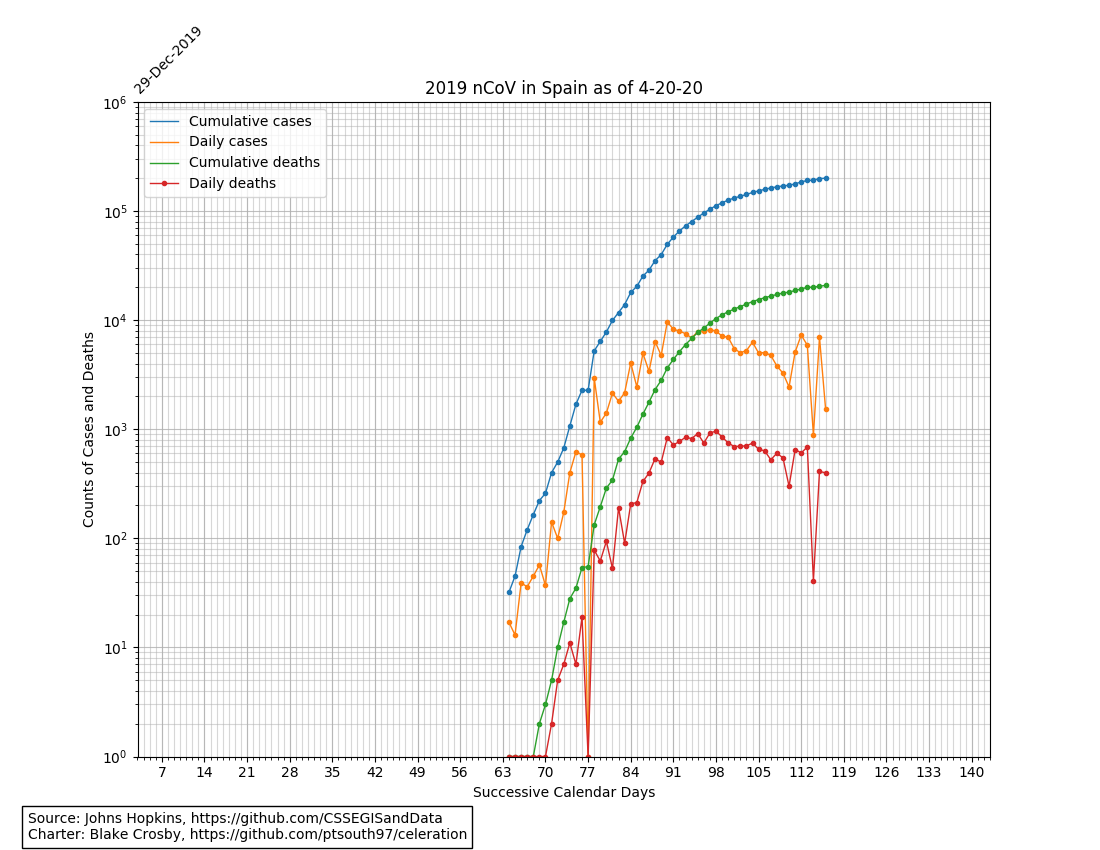 29-Dec-2019
2019 nCoV in Spain as of 4-20-20
Cumulative cases
Daily cases
Cumulative deaths
Daily deaths
10^6
10^5
10^4
10^3
10^2
10^1
10^0
Counts of Cases and Deaths
7 14 21 28 35 42 49 56 63 70 77 84 91 98 105 112 119 126 133 140
Successive Calendar Days
Source: Johns Hopkins, https://github.com/CSSEGISandData
Charter: Blake Crosby, https://github.com/ptsouth97/celeration